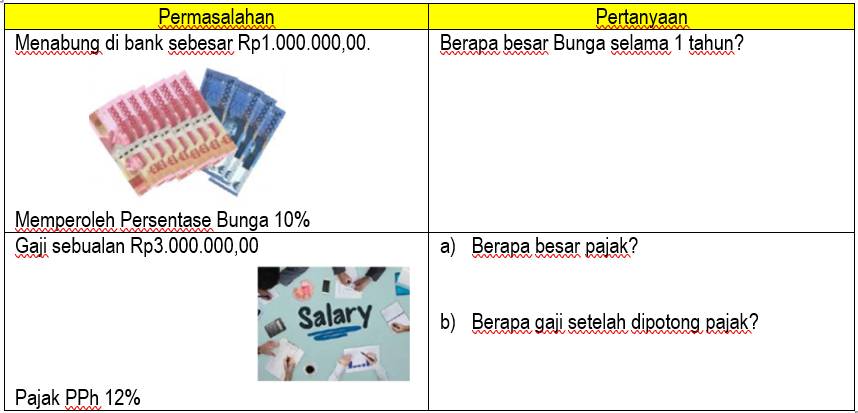 Permasalahan
Pertanyaan
Menabung di bank sebesar Rp1.000.000,00.
Memperoleh Persentase Bunga 10%
Berapa besar Bunga selama 1 tahun?
Gaji sebualan Rp3.000.000,00
Salary
Pajak PPh 12%
a) Berapa besar pajak?
b) Berapa gaji setelah dipotong pajak?